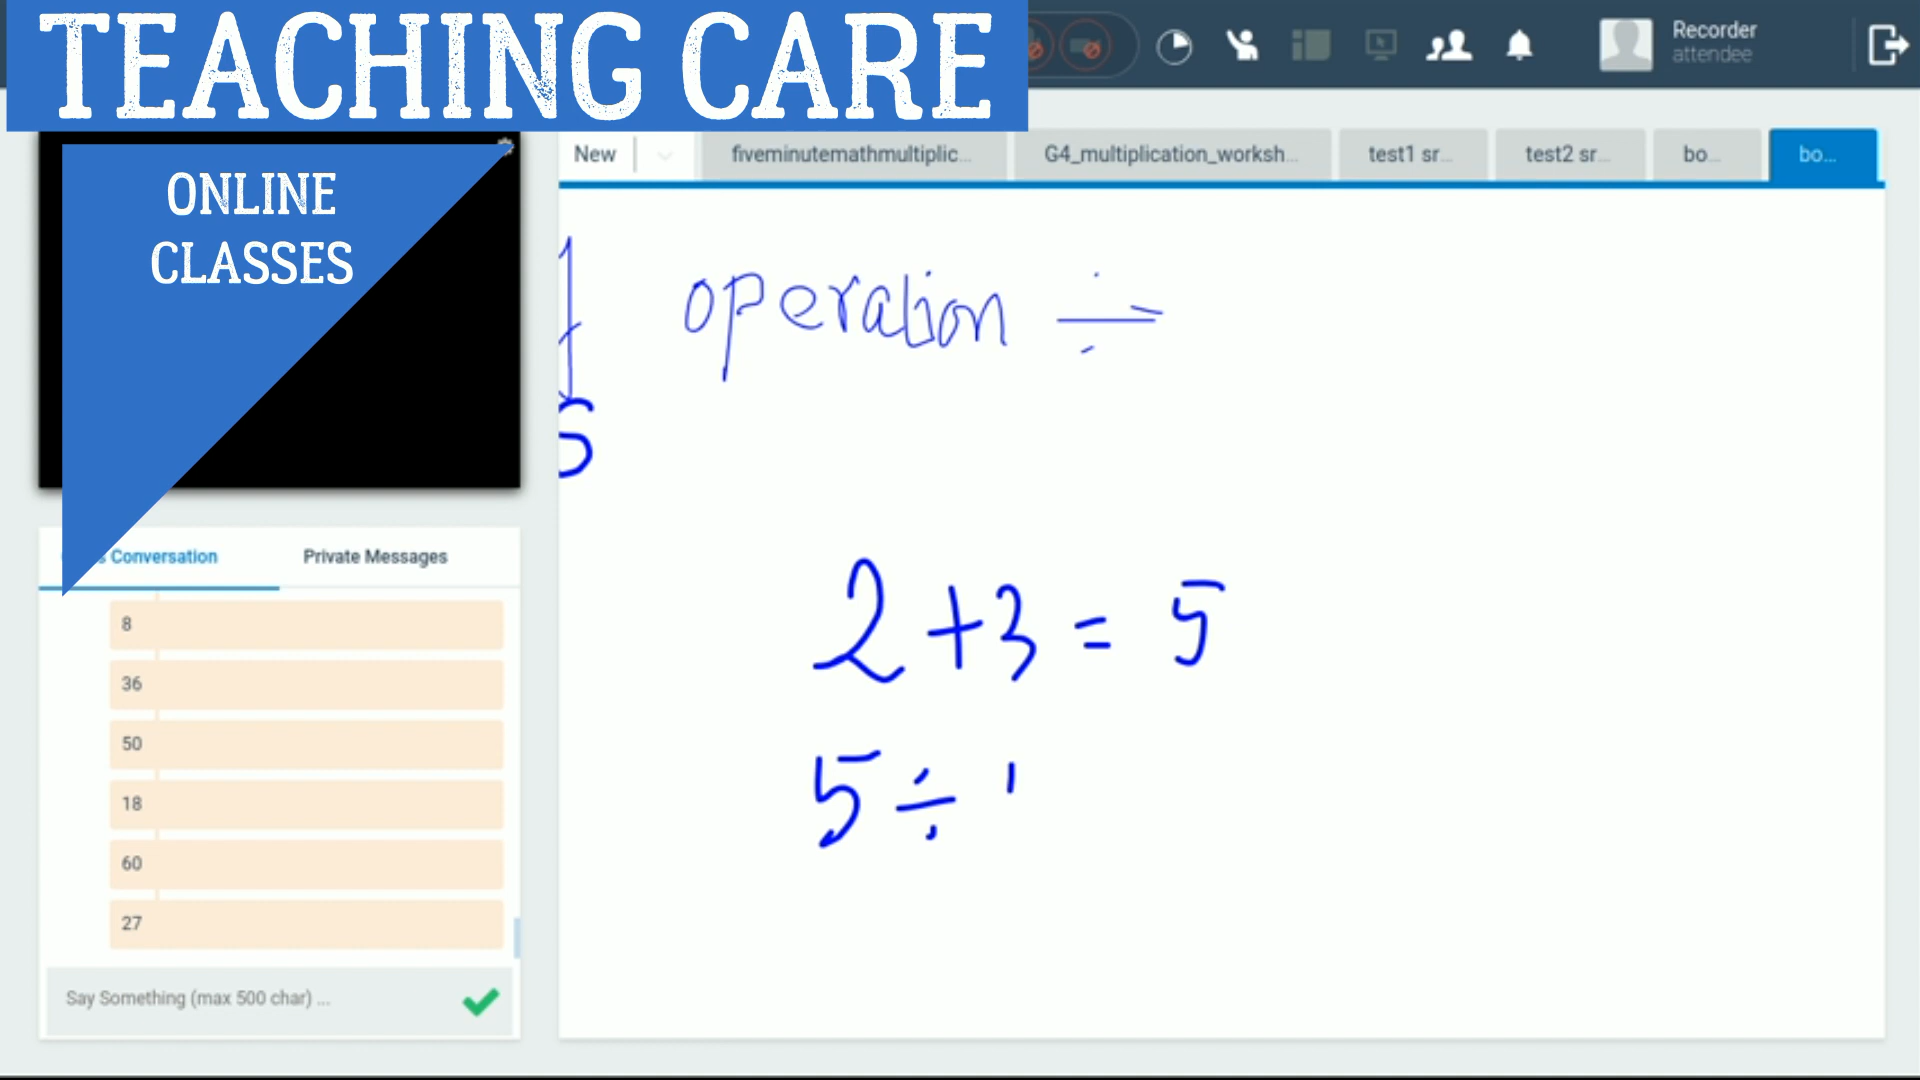 TEACHING CARE
ONLINE
CLASSES
Recorder
attendee
New
fiveminutemathmultiplic...
G4_multiplication_worksh...
test1 sr...
test2 sr...
bo...
bo...
operation ÷
5
2 + 3 = 5
5 ÷
Conversation
Private Messages
8
36
50
18
60
27
Say Something (max 500 char) ...